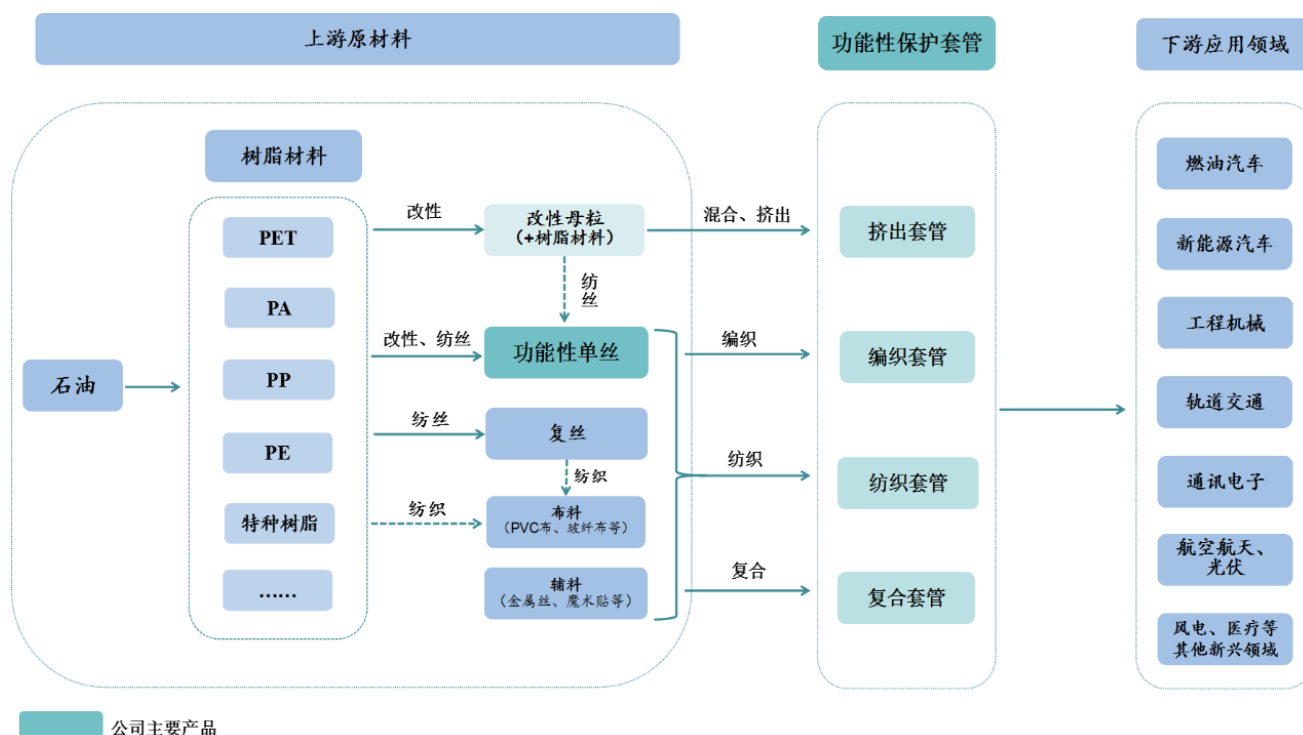 上游原材料
功能性保护套管
下游应用领域
树脂材料
石油
PET
PA
PP
PE
特种树脂
……
改性
改性、纺丝
纺丝
纺织
改性母粒
(+树脂材料)
纺
丝
功能性单丝
复丝
纺织
布料
(PVC布、玻纤布等)
辅料
(金属丝、魔术贴等)
混合、挤出
编织
纺织
复合
挤出套管
编织套管
纺织套管
复合套管
燃油汽车
新能源汽车
工程机械
轨道交通
通讯电子
航空航天、
光伏
风电、医疗等
其他新兴领域
公司主要产品